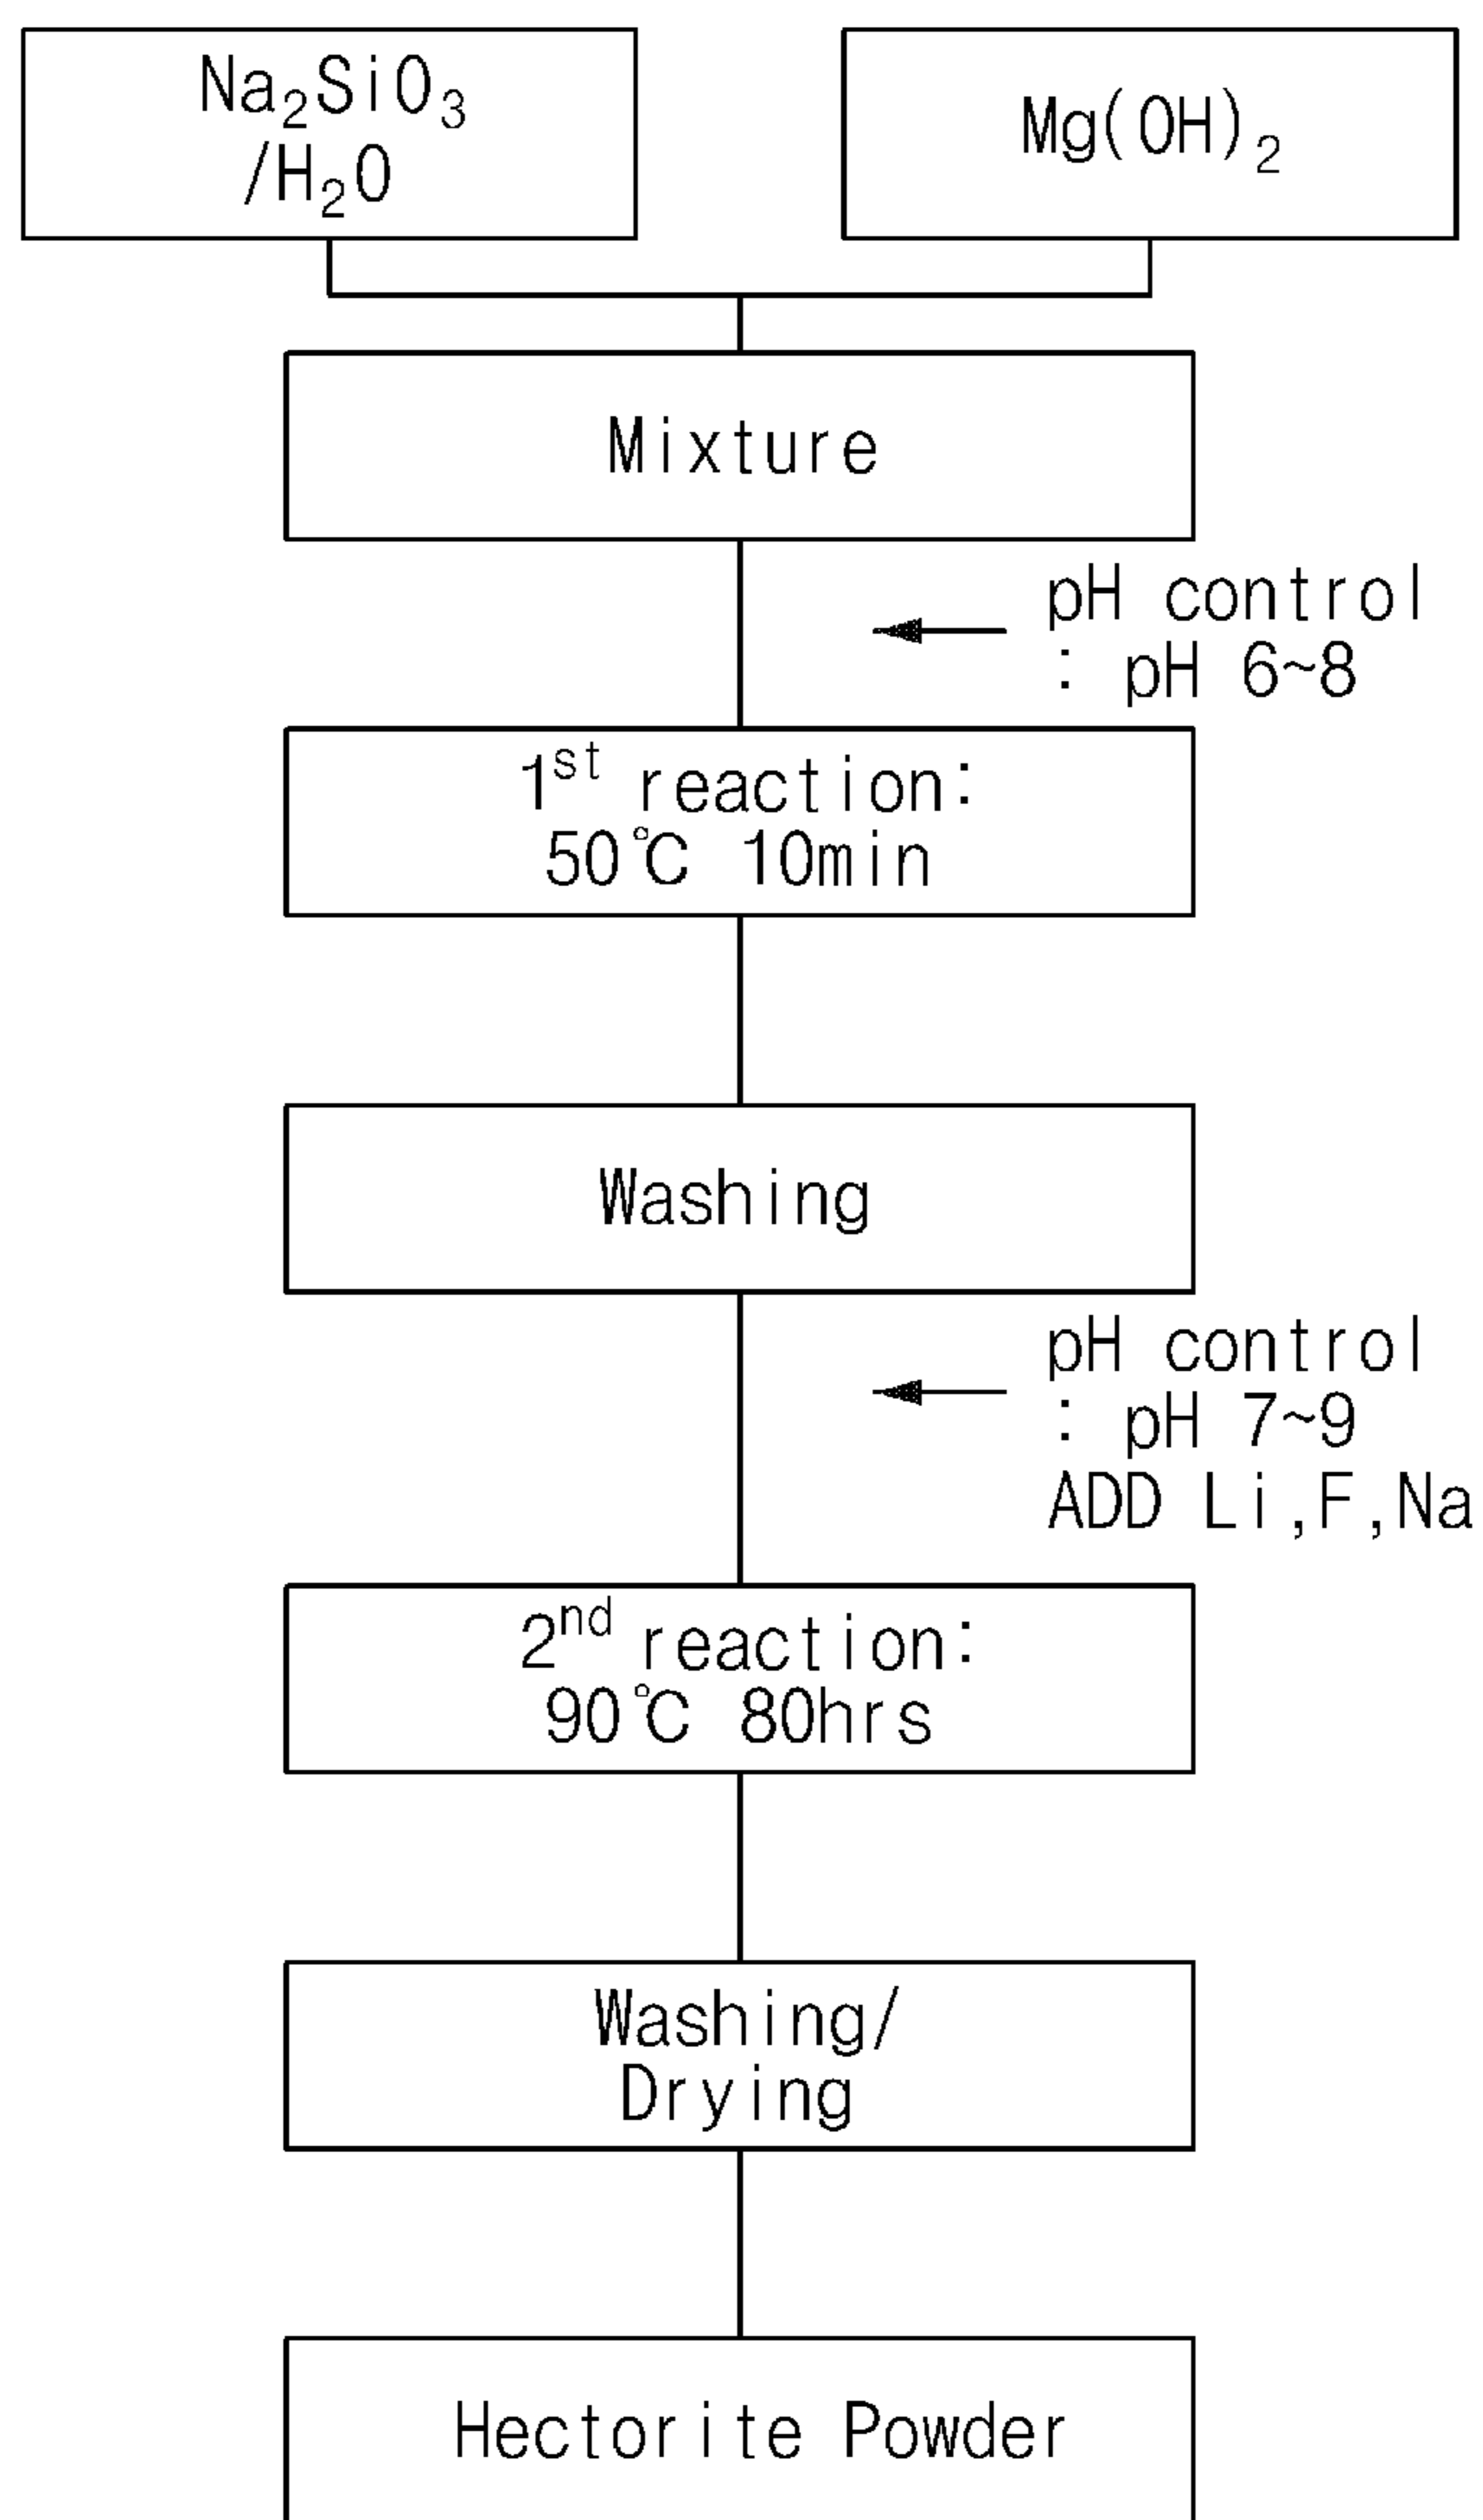 Na₂SiO₃
/H₂O
Mg(OH)₂
Mixture
pH control
: pH 6~8
1st reaction:
50℃ 10min
Washing
pH control
: pH 7~9
ADD Li,F,Na
2nd reaction:
90℃ 80hrs
Washing/
Drying
Hectorite Powder